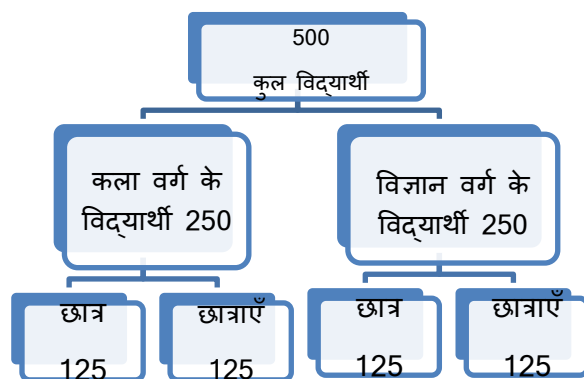 500
कुल विद्यार्थी
कला वर्ग के
विद्यार्थी 250
विज्ञान वर्ग के
विद्यार्थी 250
छात्र
125
छात्राएँ
125
छात्र
125
छात्राएँ
125